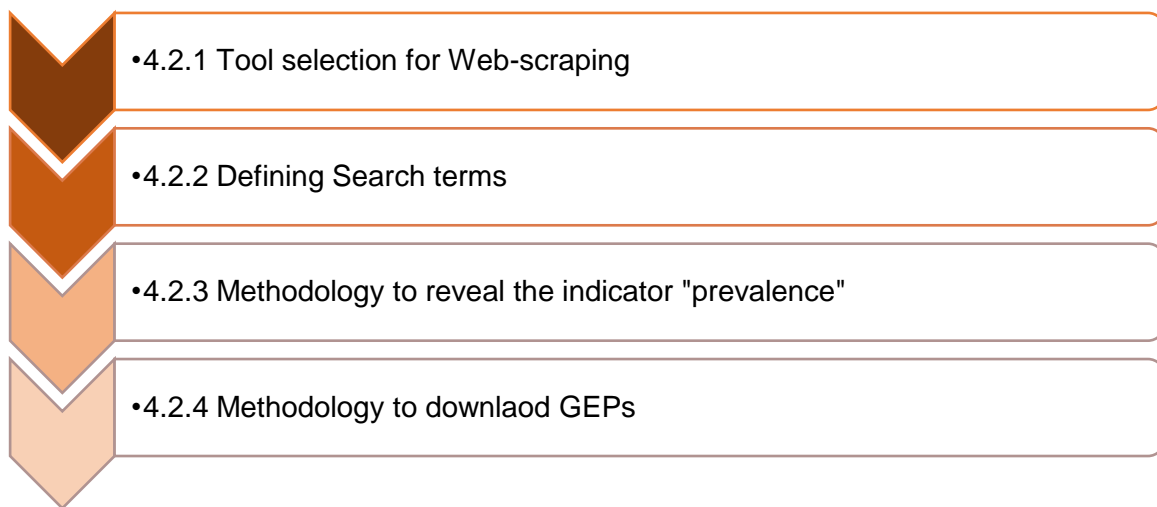 •4.2.1 Tool selection for Web-scraping
•4.2.2 Defining Search terms
•4.2.3 Methodology to reveal the indicator "prevalence"
•4.2.4 Methodology to downlaod GEPs